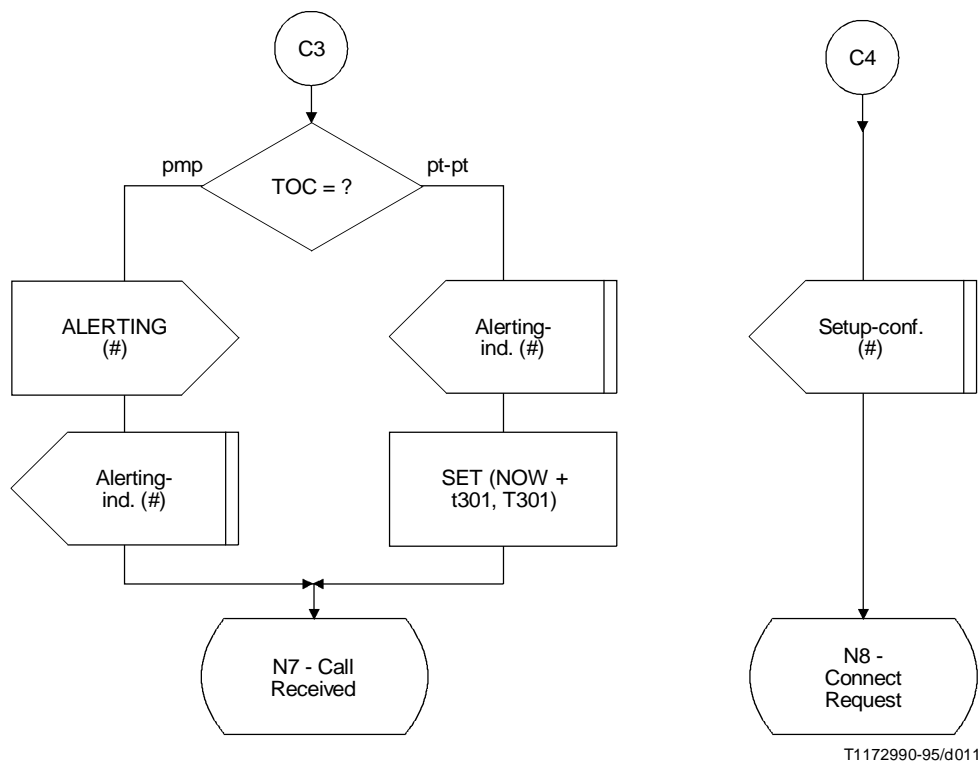 C3
C4
pmp
pt-pt
TOC = ?
ALERTING
(#)
Alerting-
ind. (#)
Setup-conf.
(#)
Alerting-
ind. (#)
SET (NOW +
t301, T301)
N7 - Call
Received
N8 -
Connect
Request
T1172990-95/d011